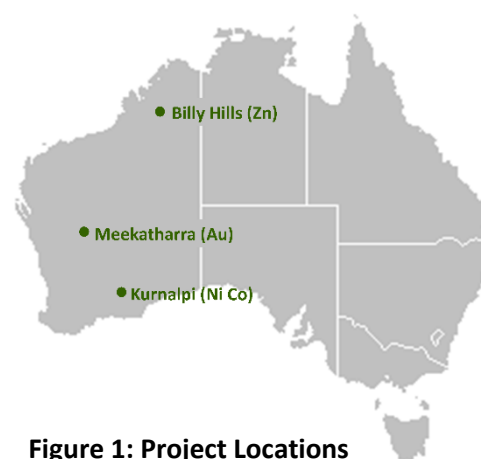 Billy Hills (Zn)
Meekatharra (Au)
Kurnalpi (Ni Co)
Figure 1: Project Locations